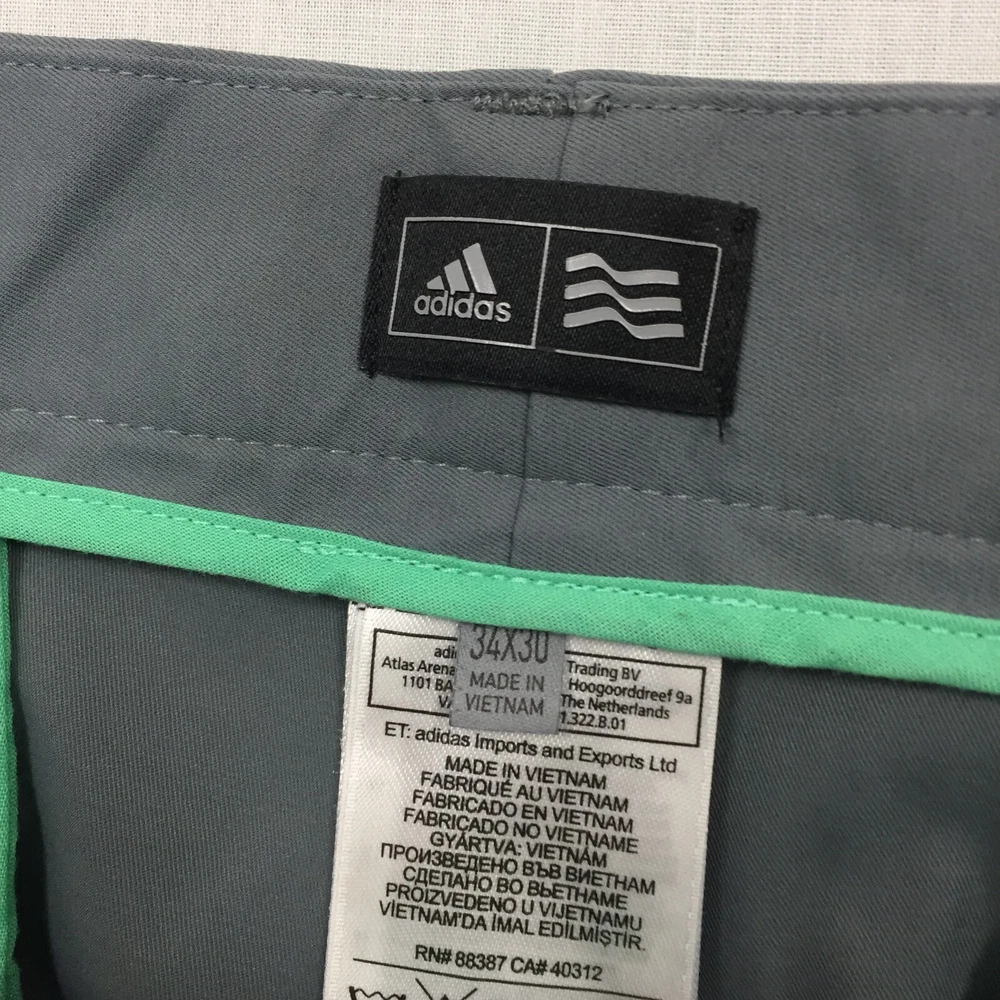 adidas
34X30
MADE IN
VIETNAM
Trading BV
Atlas Arena Hoogoorddreef 9a
1101 The Netherlands
1.322.B.01
ET: adidas Imports and Exports Ltd
MADE IN VIETNAM
FABRIQUÉ AU VIETNAM
FABRICADO EN VIETNAM
FABRICADO NO VIETNAME
GYÁRTVA: VIETNÁM
ПРОИЗВЕДЕНО ВЪВ ВИЕТНАМ
СДЕЛАНО ВО ВЬЕТНАМЕ
PROIZVEDENO U VIJETNAMU
VİETNAM'DA İMAL EDİLMİŞTİR.
RN# 88387 CA# 40312